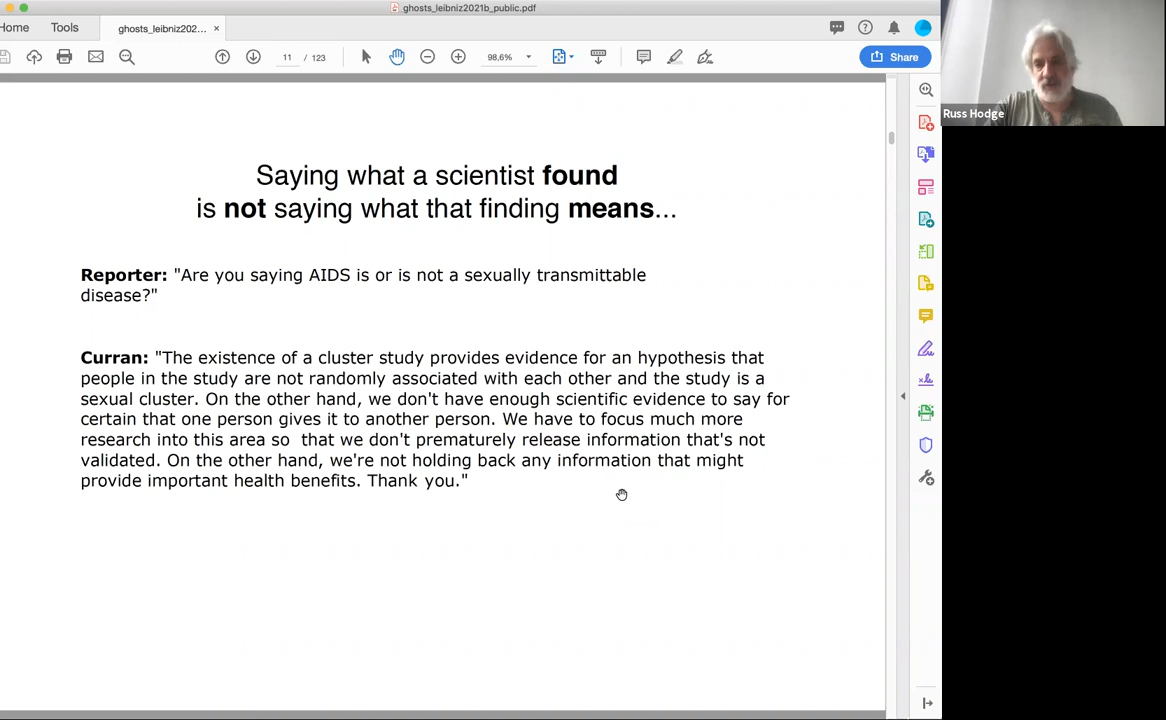 ghosts_leibniz2021b_public.pdf
Home
Tools
ghosts_leibniz202...
11 / 123
98,6%
Share
Russ Hodge
Saying what a scientist found
is not saying what that finding means...
Reporter: "Are you saying AIDS is or is not a sexually transmittable
disease?"
Curran: "The existence of a cluster study provides evidence for an hypothesis that
people in the study are not randomly associated with each other and the study is a
sexual cluster. On the other hand, we don't have enough scientific evidence to say for
certain that one person gives it to another person. We have to focus much more
research into this area so  that we don't prematurely release information that's not
validated. On the other hand, we're not holding back any information that might
provide important health benefits. Thank you."